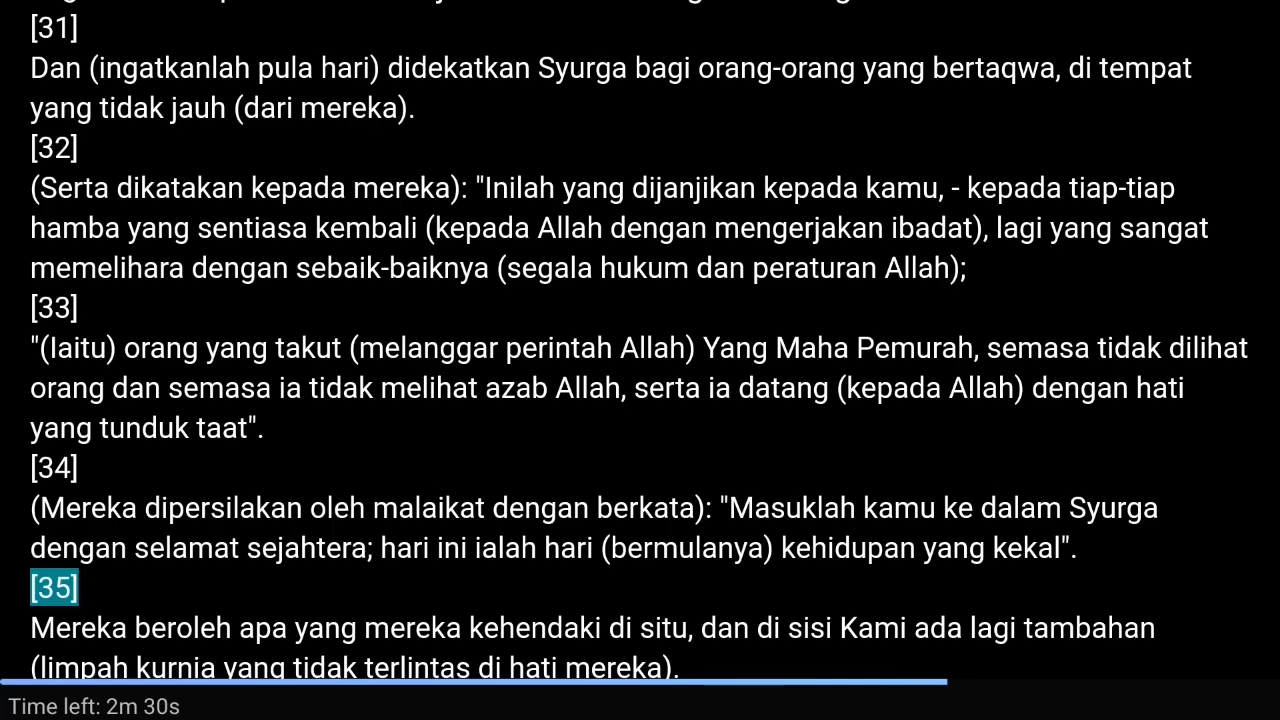 [31]
Dan (ingatkanlah pula hari) didekatkan Syurga bagi orang-orang yang bertaqwa, di tempat
yang tidak jauh (dari mereka).
[32]
(Serta dikatakan kepada mereka): "Inilah yang dijanjikan kepada kamu, - kepada tiap-tiap
hamba yang sentiasa kembali (kepada Allah dengan mengerjakan ibadat), lagi yang sangat
memelihara dengan sebaik-baiknya (segala hukum dan peraturan Allah);
[33]
"(Iaitu) orang yang takut (melanggar perintah Allah) Yang Maha Pemurah, semasa tidak dilihat
orang dan semasa ia tidak melihat azab Allah, serta ia datang (kepada Allah) dengan hati
yang tunduk taat".
[34]
(Mereka dipersilakan oleh malaikat dengan berkata): "Masuklah kamu ke dalam Syurga
dengan selamat sejahtera; hari ini ialah hari (bermulanya) kehidupan yang kekal".
[35]
Mereka beroleh apa yang mereka kehendaki di situ, dan di sisi Kami ada lagi tambahan
(limpah kurnia yang tidak terlintas di hati mereka).
Time left: 2m 30s